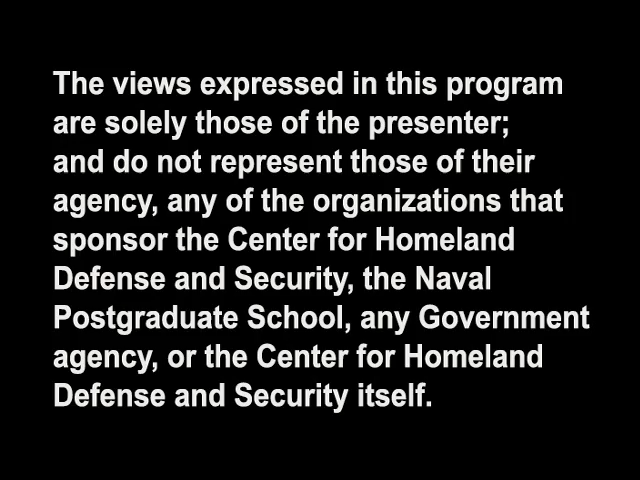 The views expressed in this program
are solely those of the presenter;
and do not represent those of their
agency, any of the organizations that
sponsor the Center for Homeland
Defense and Security, the Naval
Postgraduate School, any Government
agency, or the Center for Homeland
Defense and Security itself.